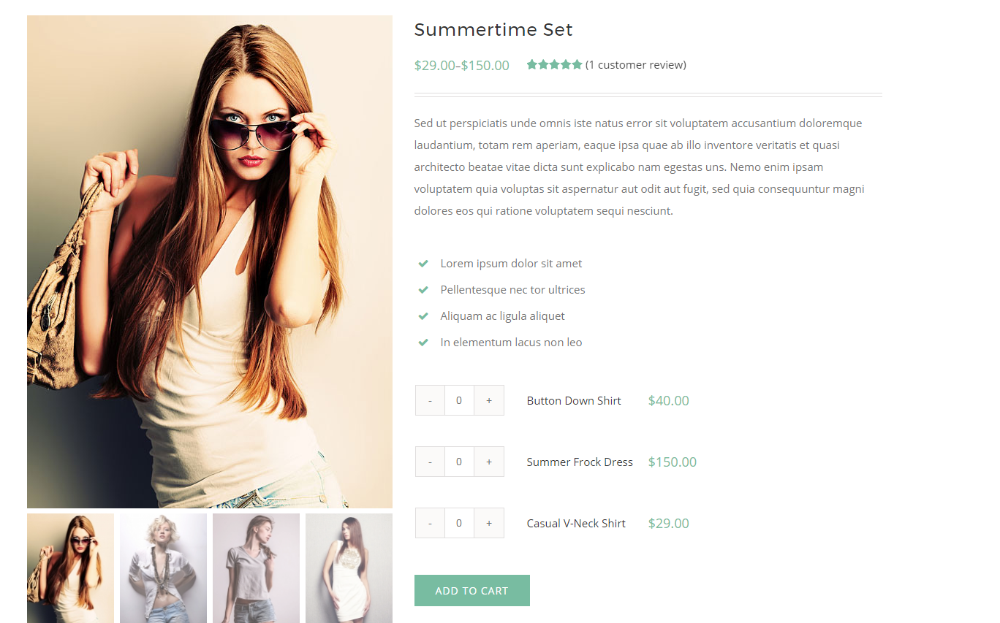 Summertime Set
$29.00–$150.00 (1 customer review)
Sed ut perspiciatis unde omnis iste natus error sit voluptatem accusantium doloremque
laudantium, totam rem aperiam, eaque ipsa quae ab illo inventore veritatis et quasi
architecto beatae vitae dicta sunt explicabo nam egestas uns. Nemo enim ipsam
voluptatem quia voluptas sit aspernatur aut odit aut fugit, sed quia consequuntur magni
dolores eos qui ratione voluptatem sequi nesciunt.
Lorem ipsum dolor sit amet
Pellentesque nec tor ultrices
Aliquam ac ligula aliquet
In elementum lacus non leo
- 0 + Button Down Shirt $40.00
- 0 + Summer Frock Dress $150.00
- 0 + Casual V-Neck Shirt $29.00
ADD TO CART